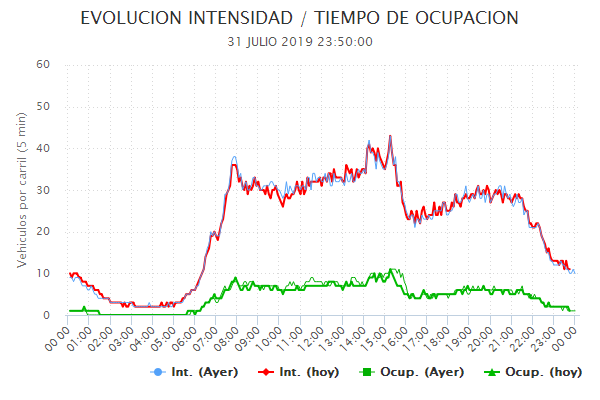 EVOLUCION INTENSIDAD / TIEMPO DE OCUPACION
31 JULIO 2019 23:50:00
Vehiculos por carril (5 min)
60
50
40
30
20
10
0
00:00 01:00 02:00 03:00 04:00 05:00 06:00 07:00 08:00 09:00 10:00 11:00 12:00 13:00 14:00 15:00 16:00 17:00 18:00 19:00 20:00 21:00 22:00 23:00 00:00
Int. (Ayer) Int. (hoy) Ocup. (Ayer) Ocup. (hoy)